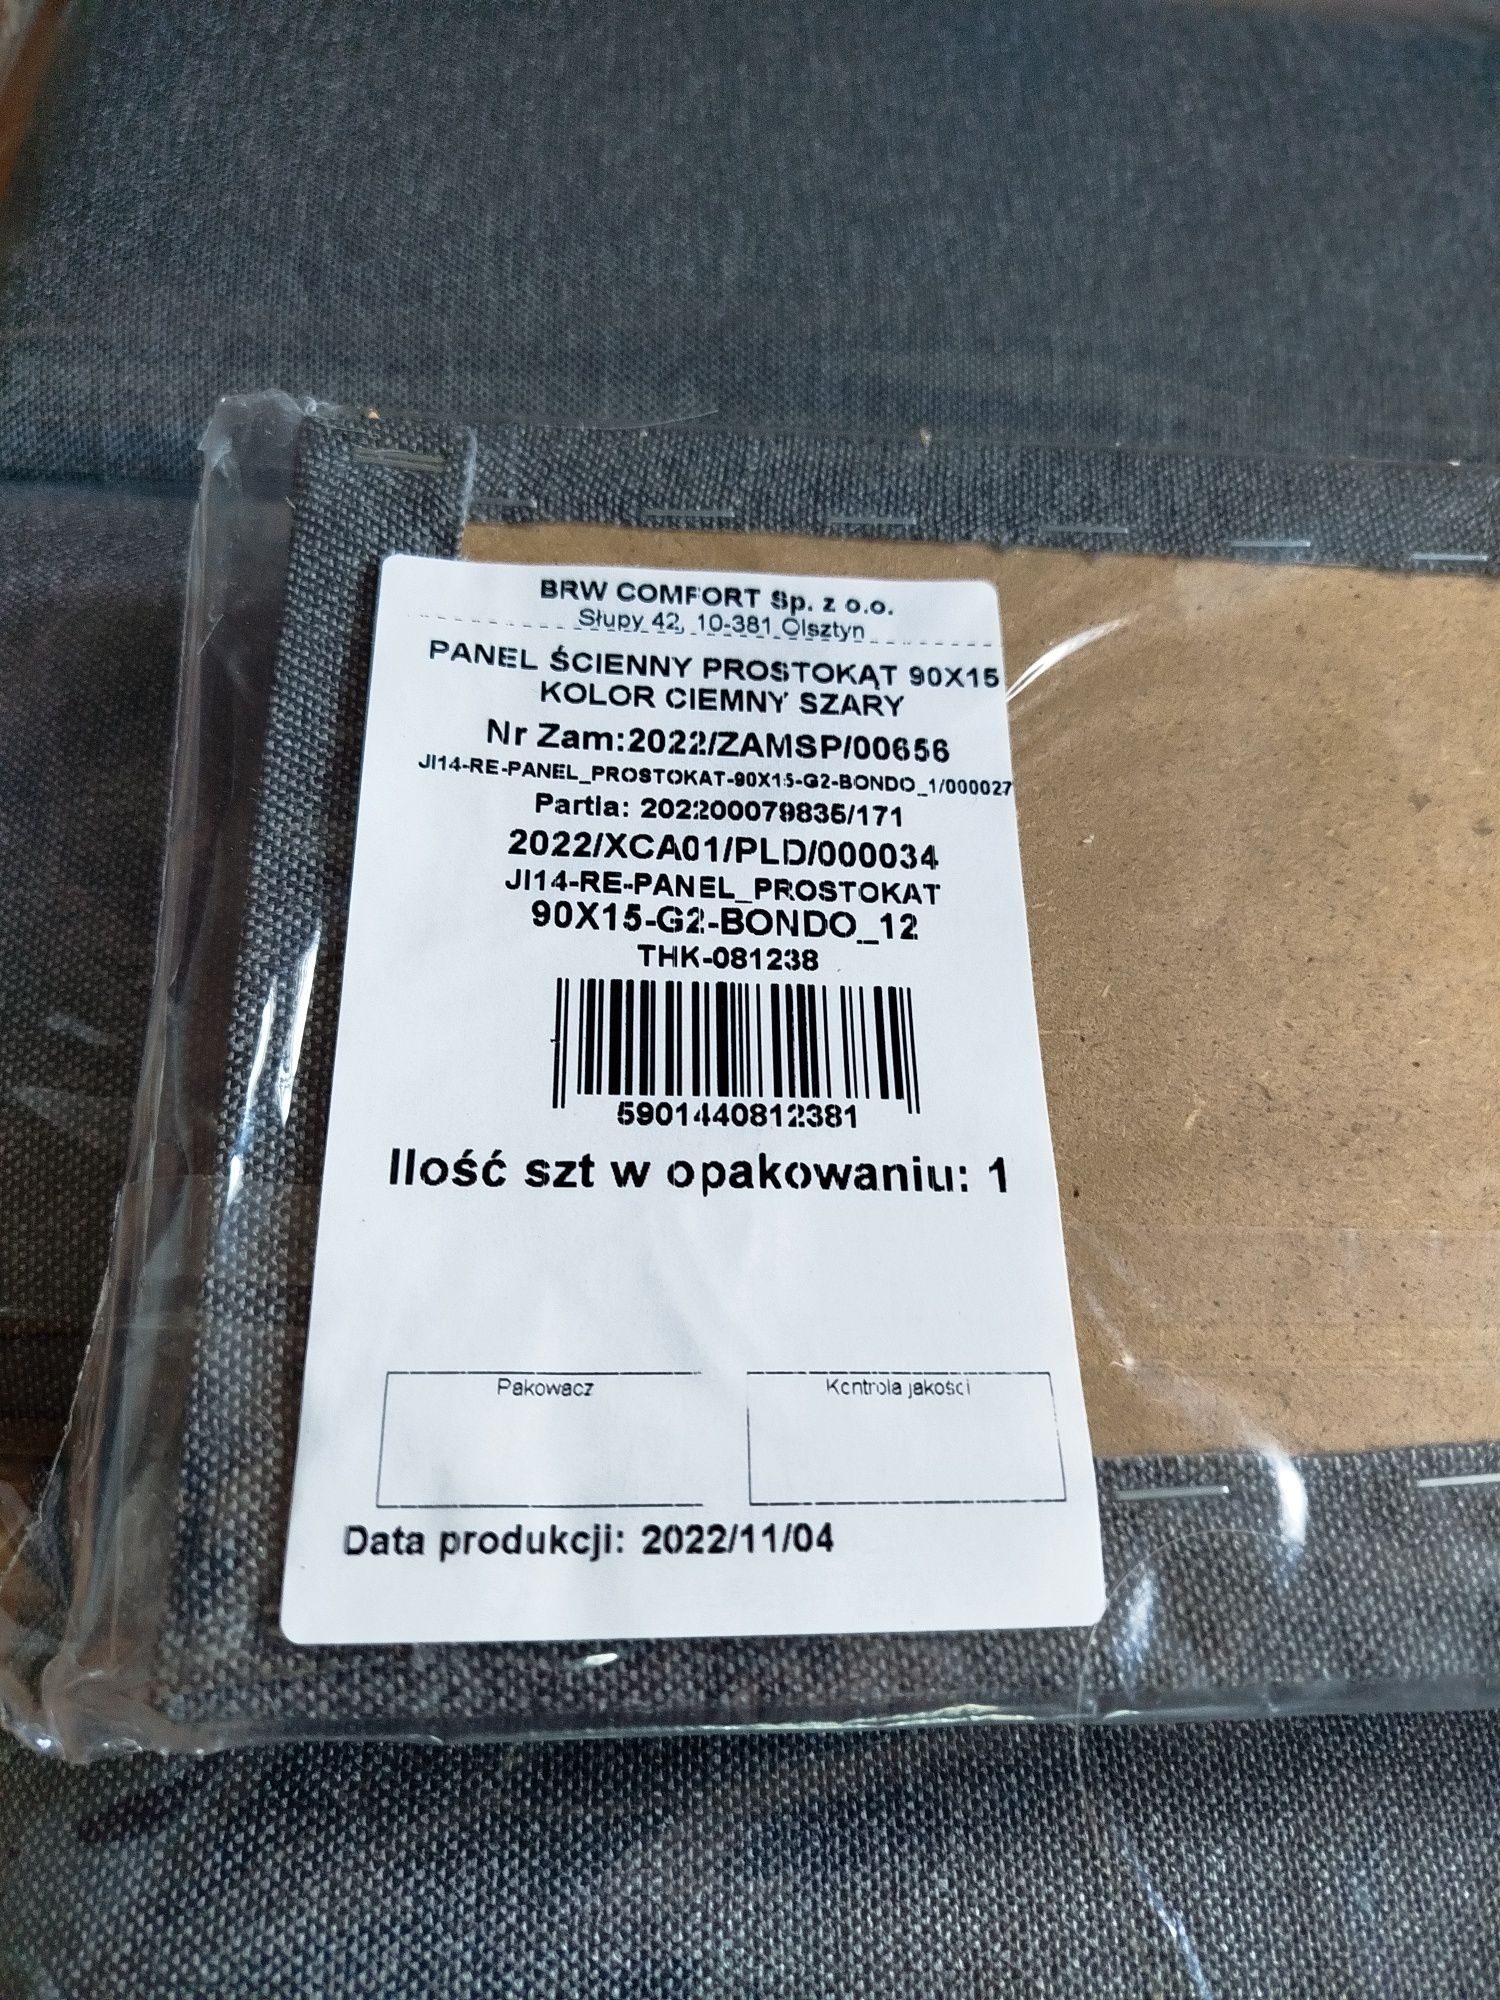 BRW COMFORT Sp. z o.o.
Słupy 42, 10-381 Olsztyn
PANEL ŚCIENNY PROSTOKĄT 90X15
KOLOR CIEMNY SZARY
Nr Zam:2022/ZAMSP/00656
JI14-RE-PANEL_PROSTOKAT-90X15-G2-BONDO_1/000027
Partia: 202200079835/171
2022/XCA01/PLD/000034
JI14-RE-PANEL_PROSTOKAT
90X15-G2-BONDO_12
THK-081238
5901440812381
Ilość szt w opakowaniu: 1
Pakowacz
Kontrola jakości
Data produkcji: 2022/11/04